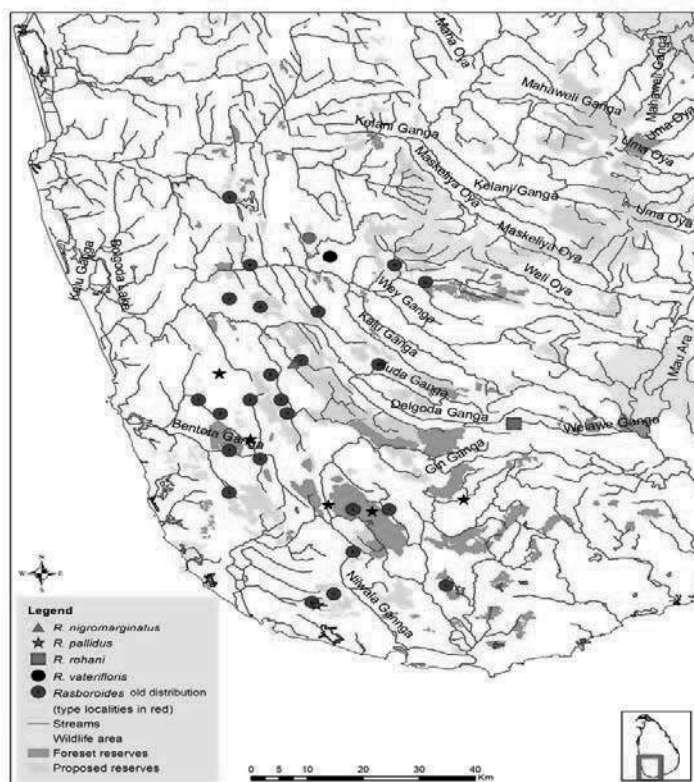 Maha Oya
Mahaweli Ganga
Mahaweli Ganga
Kelani Ganga
Uma Oya
Uma Oya
Maskeliya Oya
Kelani Ganga
Uma Oya
Maskeliya Oya
Weli Oya
Bolgoda Lake
Kalu Ganga
Wey Ganga
Kalu Ganga
Mau Ara
Kuda Ganga
Delgoda Ganga
Welawe Ganga
Bentota Ganga
Gin Ganga
Nilwala Gannga
N
W E
S
Legend
R. nigromarginatus
R. pallidus
R. rohani
R. vaterifloris
Rasboroides old distribution
(type localities in red)
Streams
Wildlife area
Foreset reserves
Proposed reserves
0 5 10 20 30 40
Km